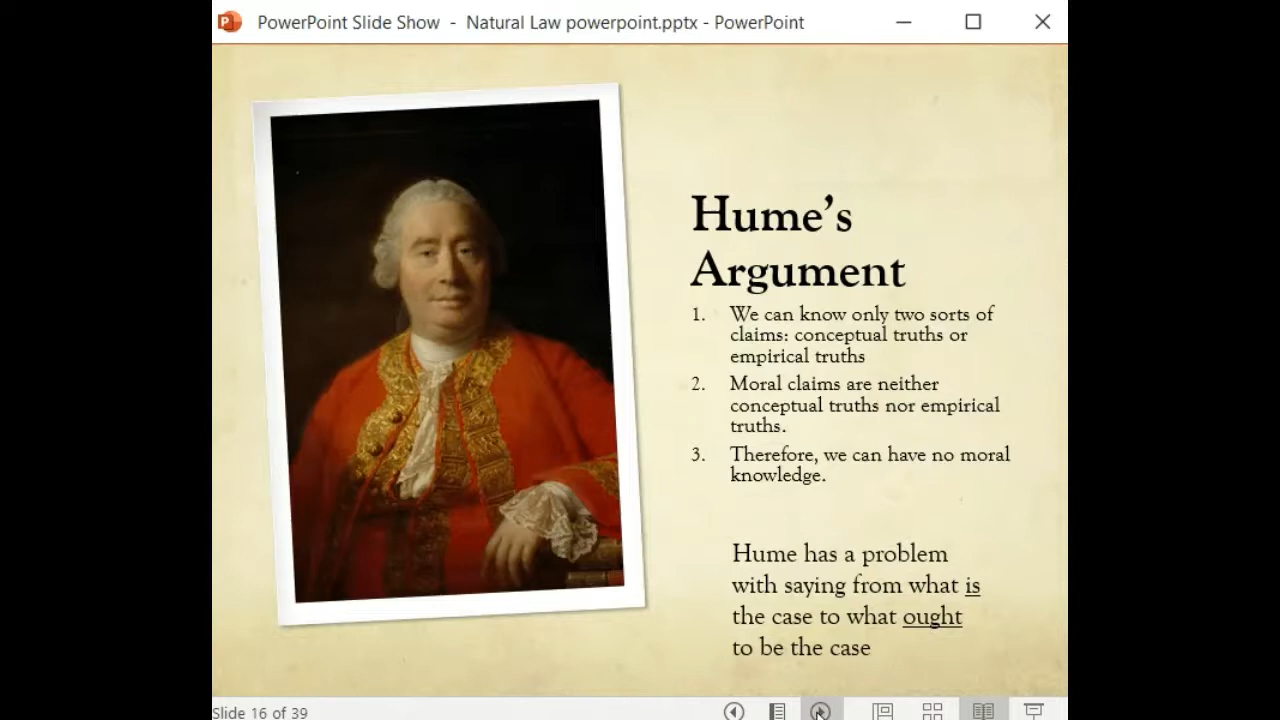 PowerPoint Slide Show - Natural Law powerpoint.pptx - PowerPoint
Hume's
Argument
1. We can know only two sorts of
claims: conceptual truths or
empirical truths
2. Moral claims are neither
conceptual truths nor empirical
truths.
3. Therefore, we can have no moral
knowledge.
Hume has a problem
with saying from what is
the case to what ought
to be the case
Slide 16 of 39